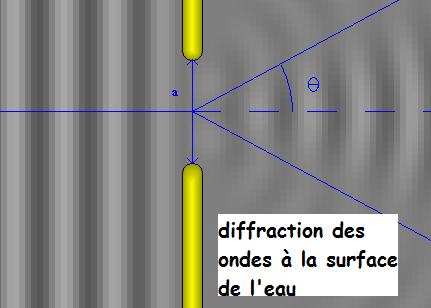 a
θ
diffraction des
ondes à la surface
de l'eau